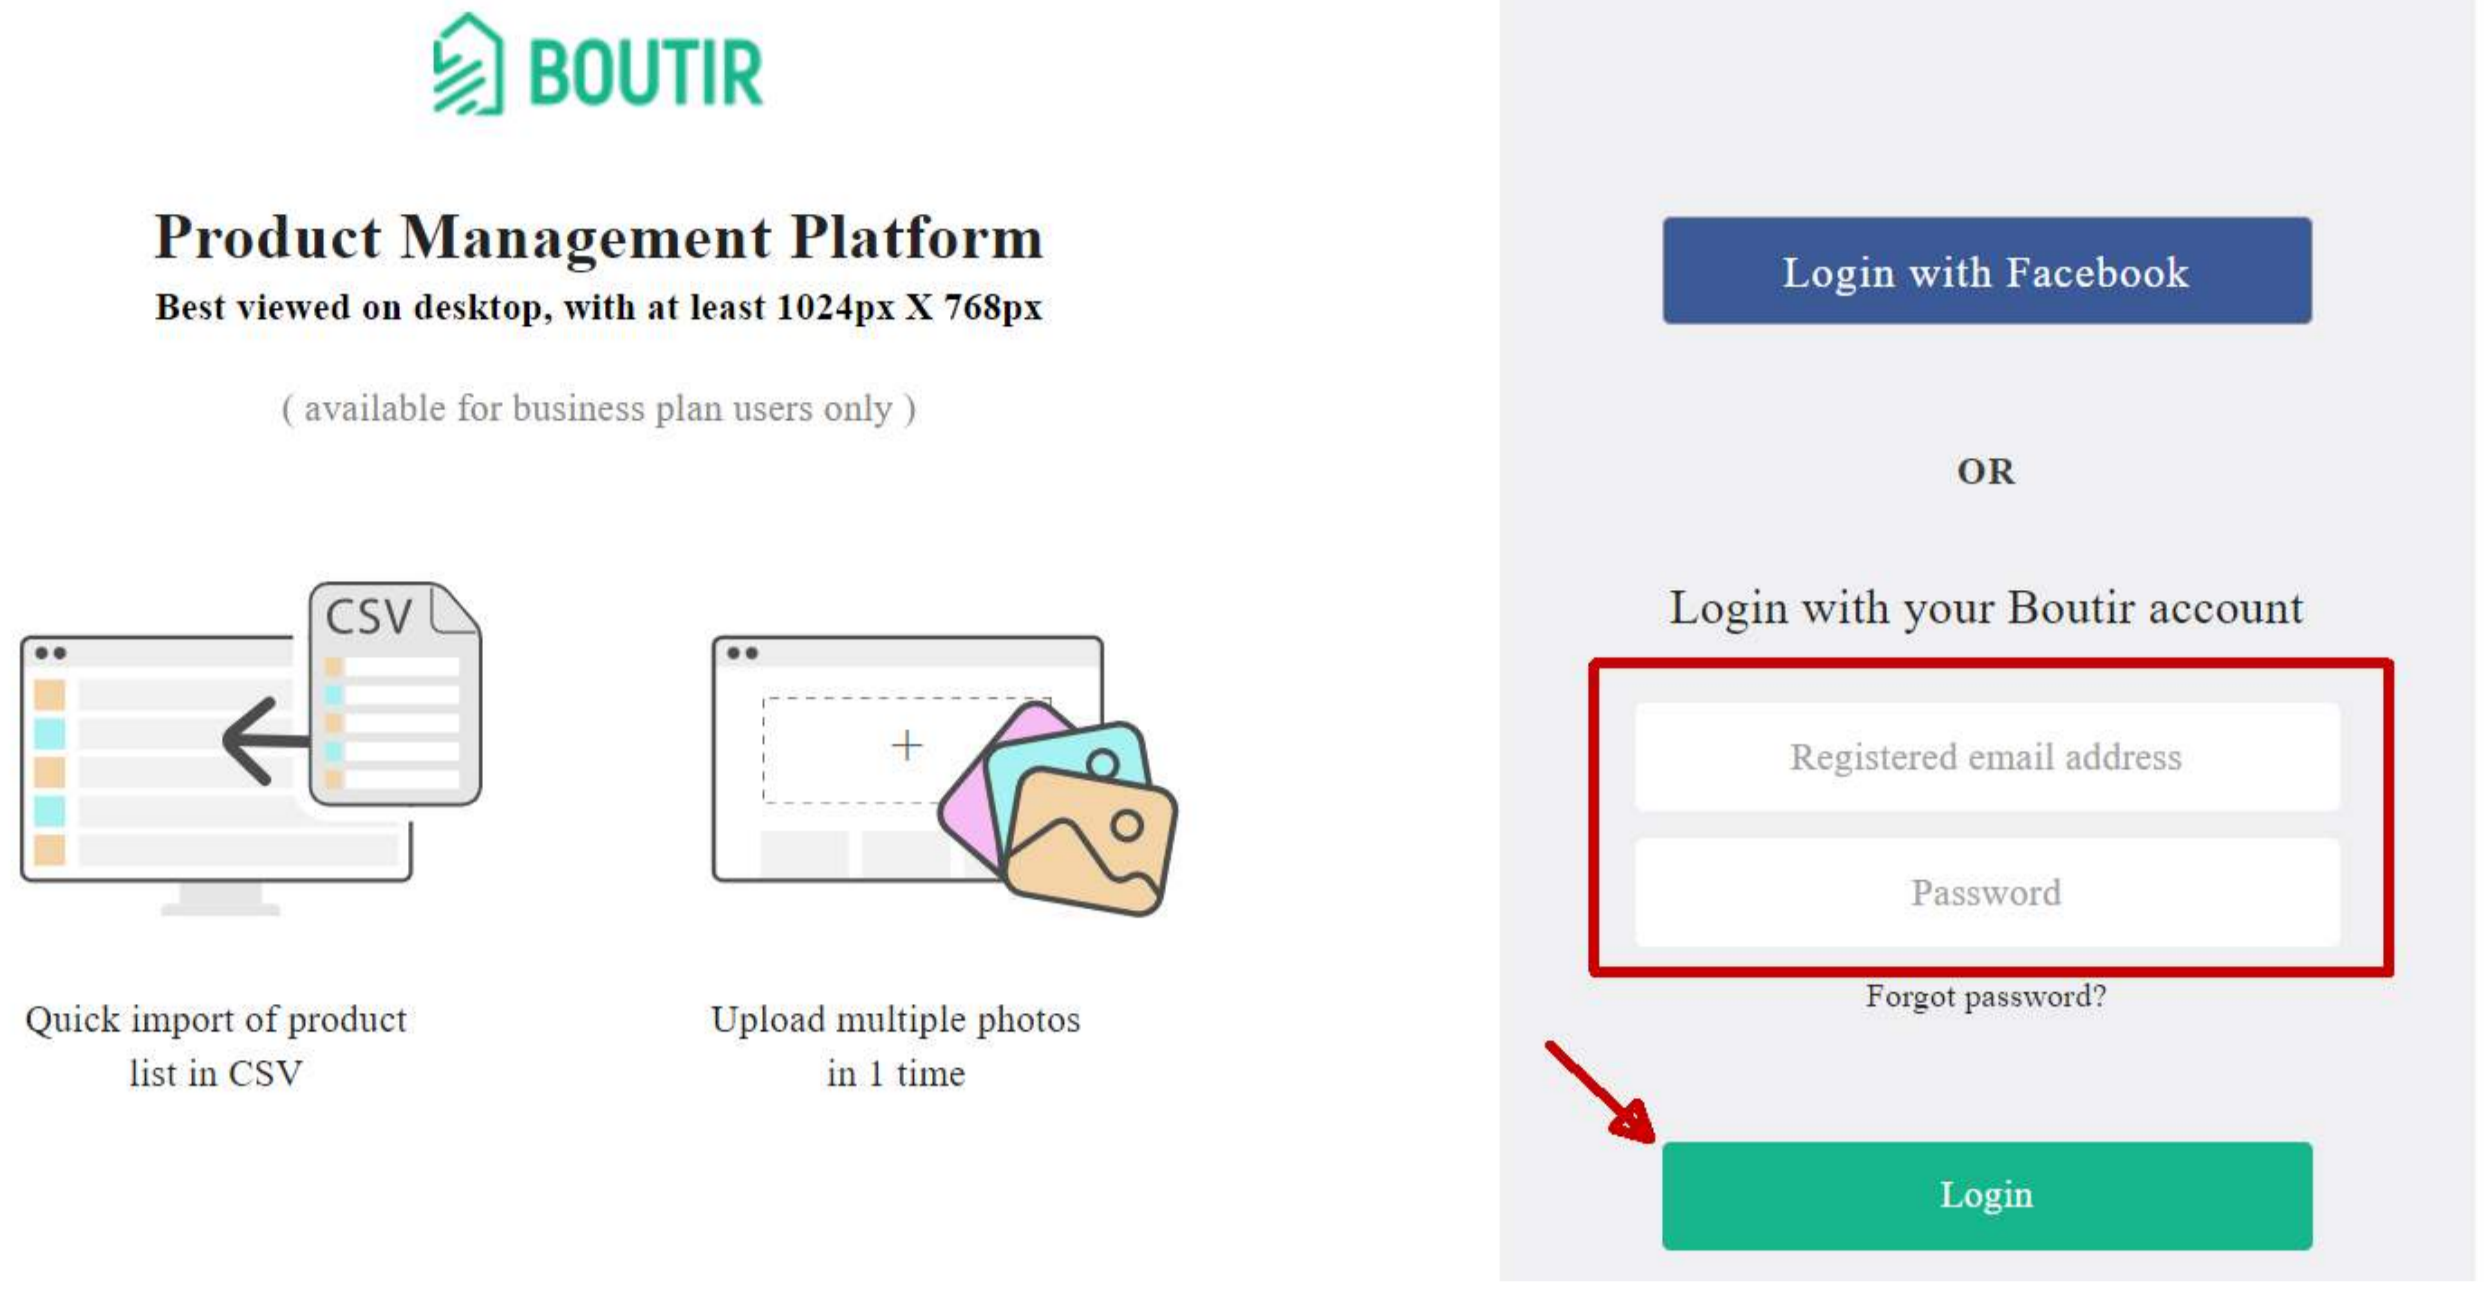 BOUTIR
Product Management Platform
Best viewed on desktop, with at least 1024px X 768px
( available for business plan users only )
CSV
Quick import of product
list in CSV
Upload multiple photos
in 1 time
Login with Facebook
OR
Login with your Boutir account
Registered email address
Password
Forgot password?
Login